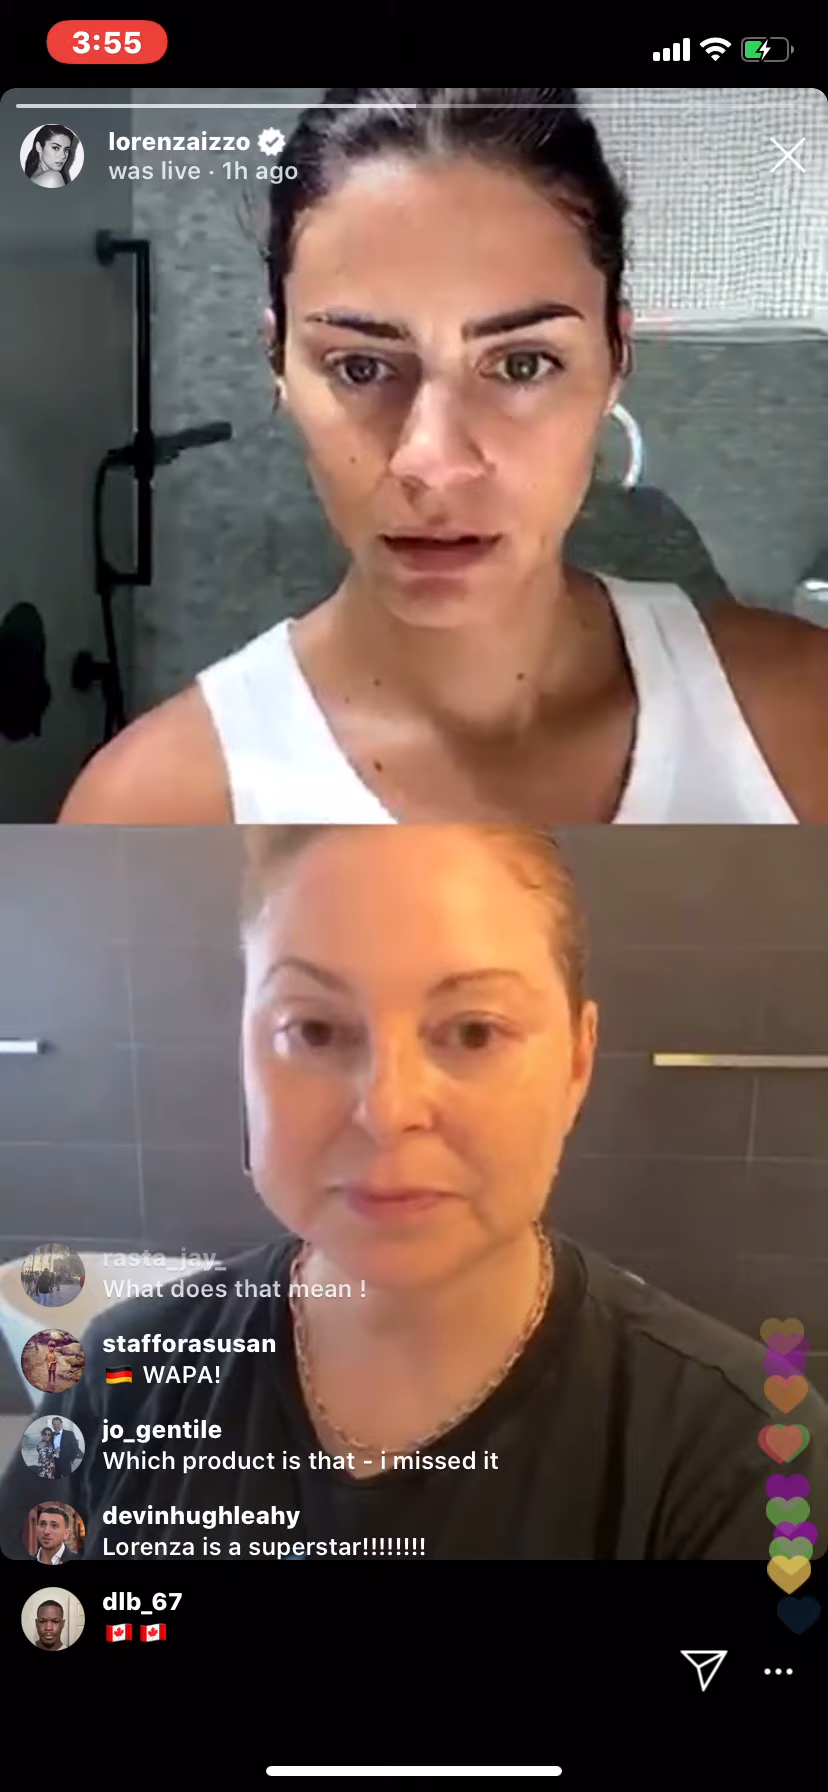 3:55
lorenzaizzo
was live · 1h ago
rasta_jay_
What does that mean !
stafforasusan
🇩🇪 WAPA!
jo_gentile
Which product is that - i missed it
devinhughleahy
Lorenza is a superstar!!!!!!!!
dlb_67
🇨🇦 🇨🇦